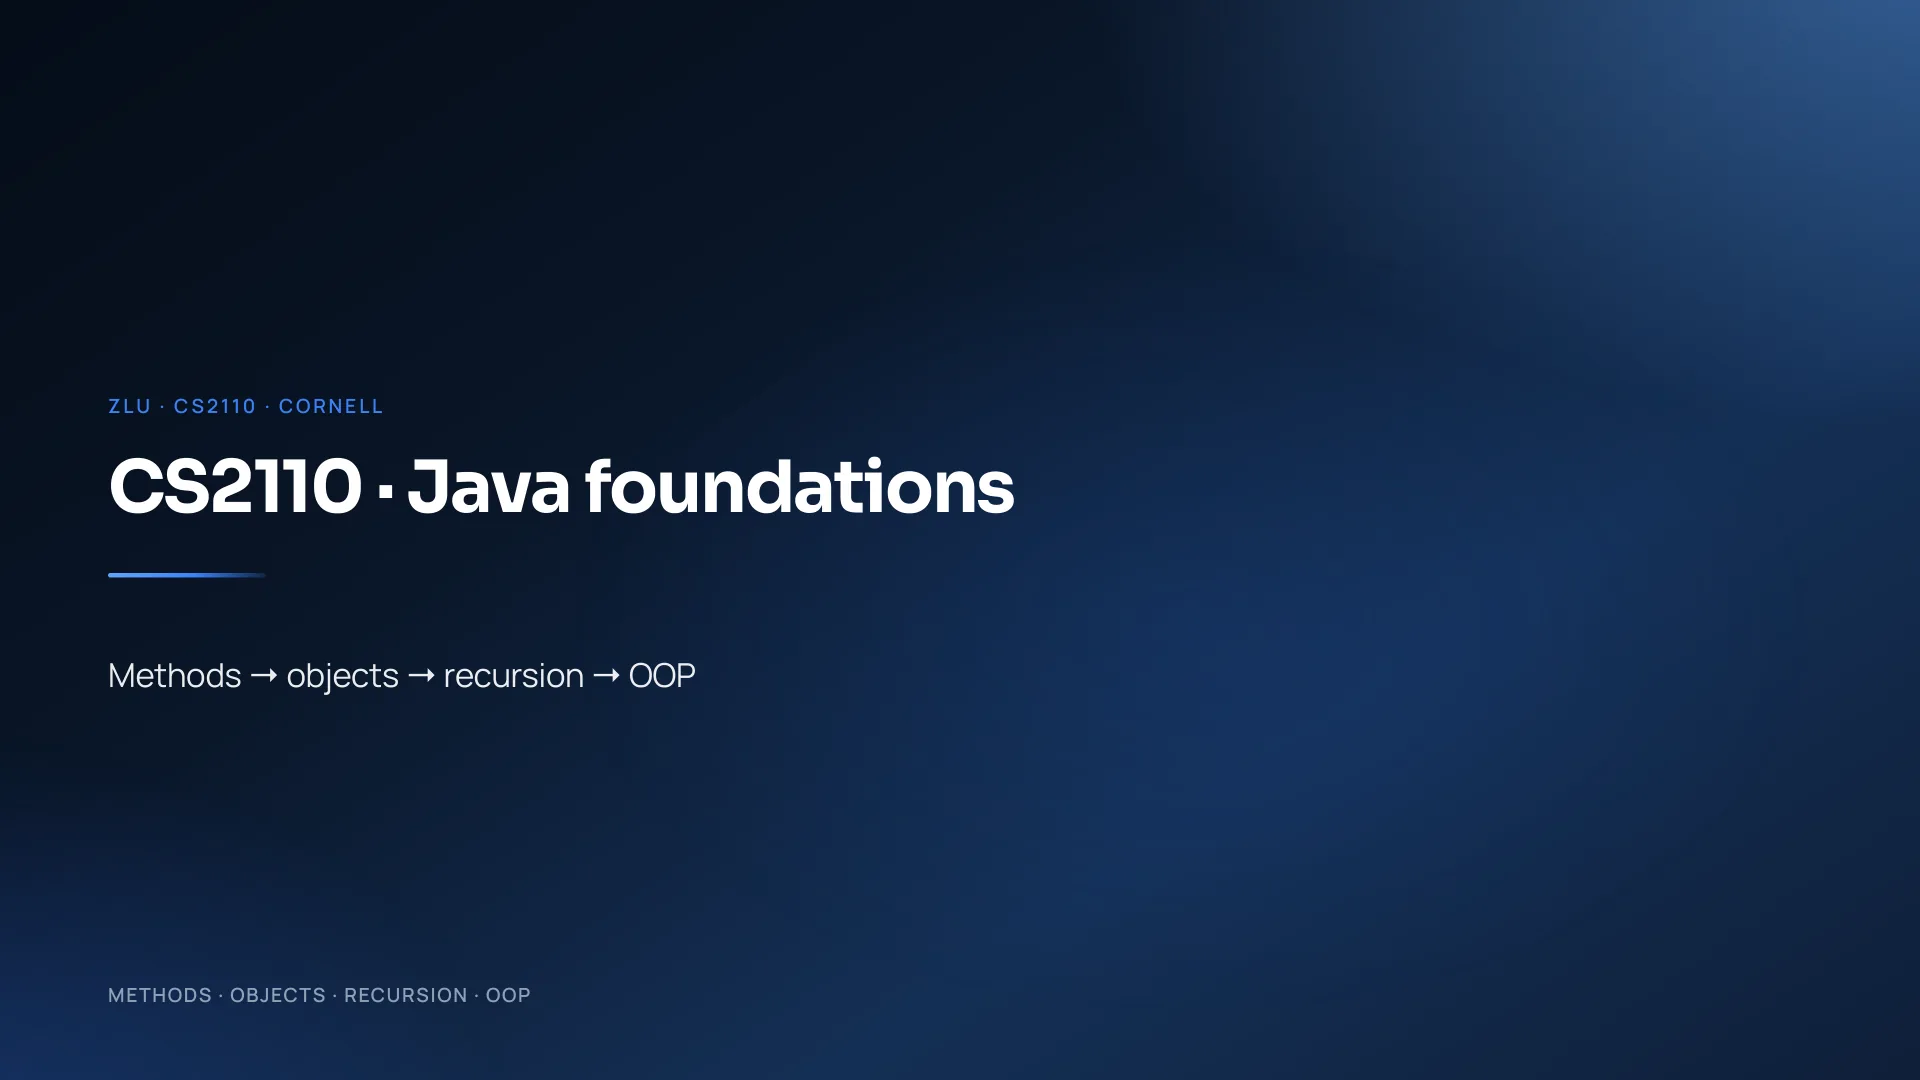 ZLU · CS2110 · CORNELL
CS2110 · Java foundations
Methods → objects → recursion → OOP
METHODS · OBJECTS · RECURSION · OOP